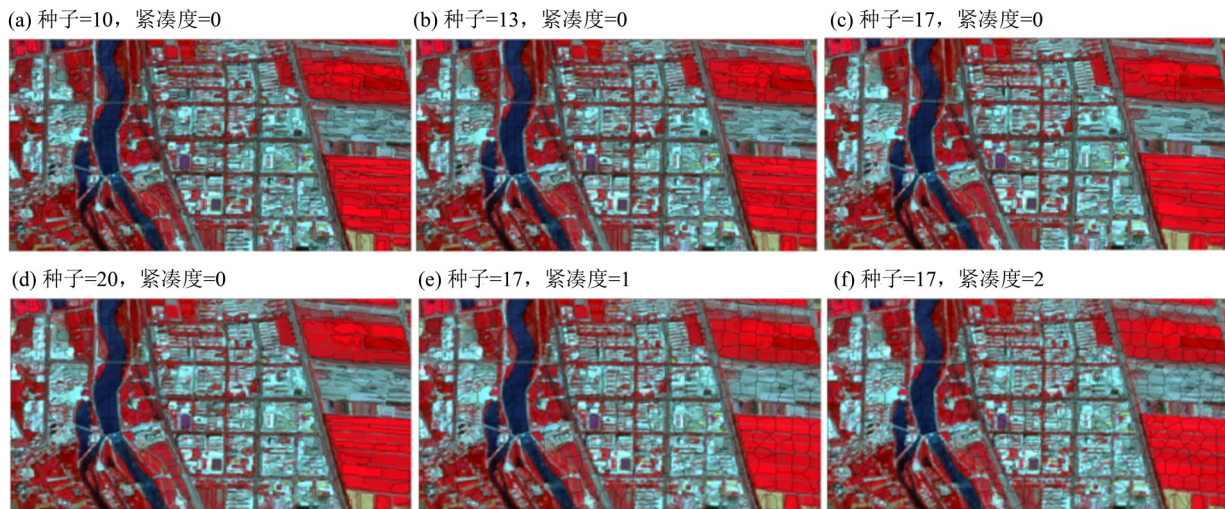 (a) 种子=10，紧凑度=0
(b) 种子=13，紧凑度=0
(c) 种子=17，紧凑度=0
(d) 种子=20，紧凑度=0
(e) 种子=17，紧凑度=1
(f) 种子=17，紧凑度=2